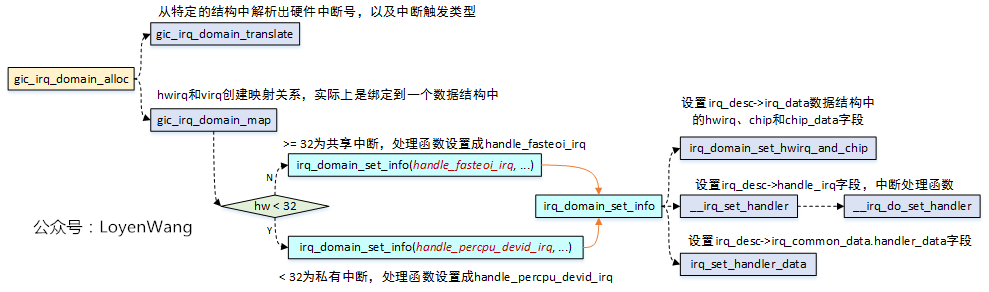 从特定的结构中解析出硬件中断号，以及中断触发类型
gic_irq_domain_translate
gic_irq_domain_alloc
hwirq和virq创建映射关系，实际上是绑定到一个数据结构中
gic_irq_domain_map
>= 32为共享中断，处理函数设置成handle_fasteoi_irq
irq_domain_set_info(handle_fasteoi_irq, ...)
N
hw < 32
Y
irq_domain_set_info(handle_percpu_devid_irq, ...)
< 32为私有中断，处理函数设置成handle_percpu_devid_irq
irq_domain_set_info
设置irq_desc->irq_data数据结构中
的hwirq、chip和chip_data字段
irq_domain_set_hwirq_and_chip
设置irq_desc->handle_irq字段，中断处理函数
__irq_set_handler
__irq_do_set_handler
设置irq_desc->irq_common_data.handler_data字段
irq_set_handler_data
公众号：LoyenWang